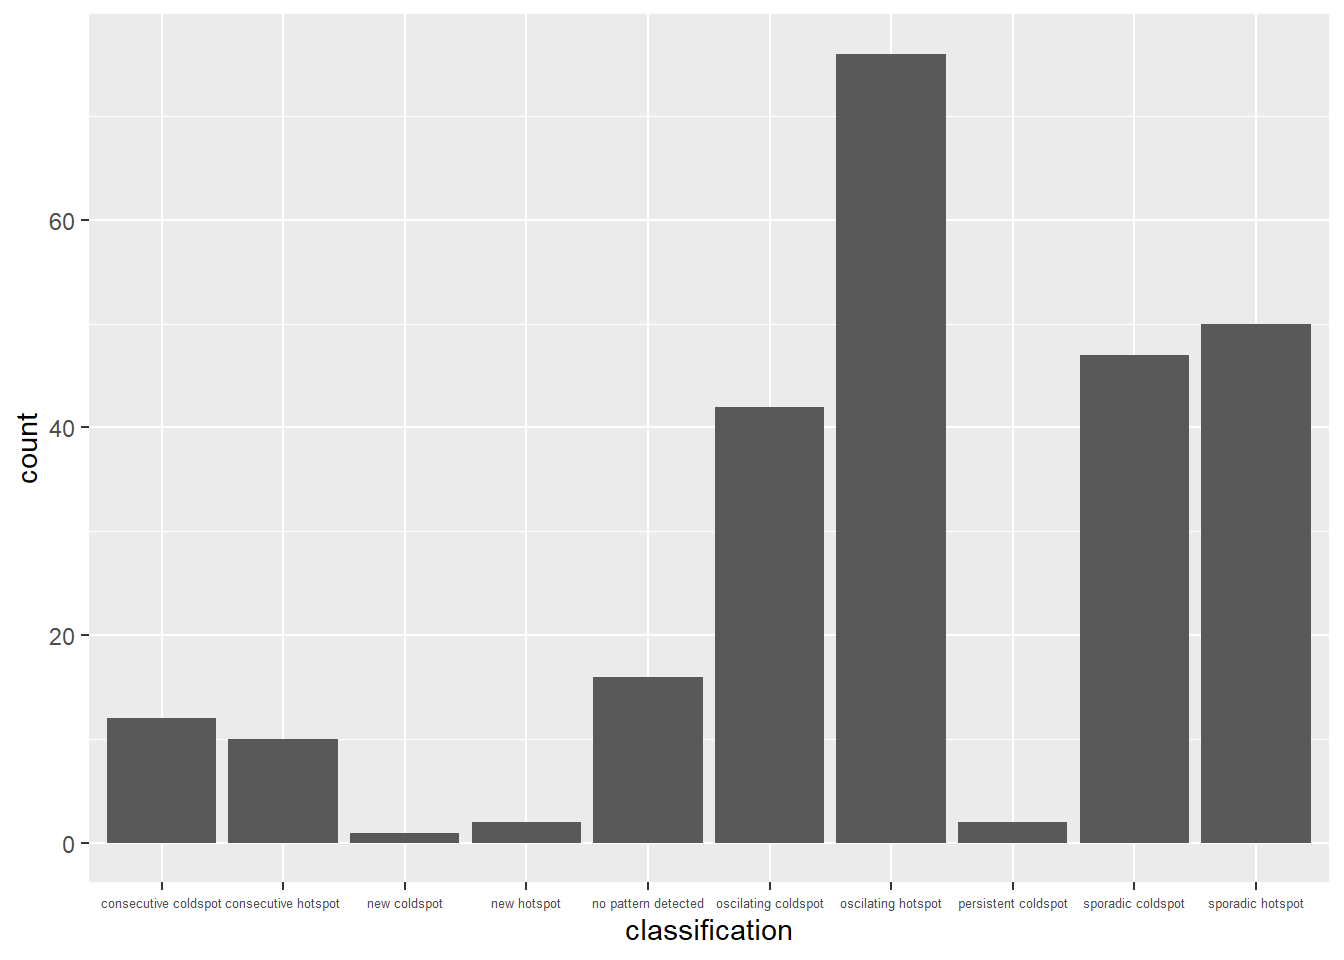 count
60
40
20
0
consecutive coldspot consecutive hotspot new coldspot new hotspot no pattern detected oscilating coldspot oscilating hotspot persistent coldspot sporadic coldspot sporadic hotspot
classification